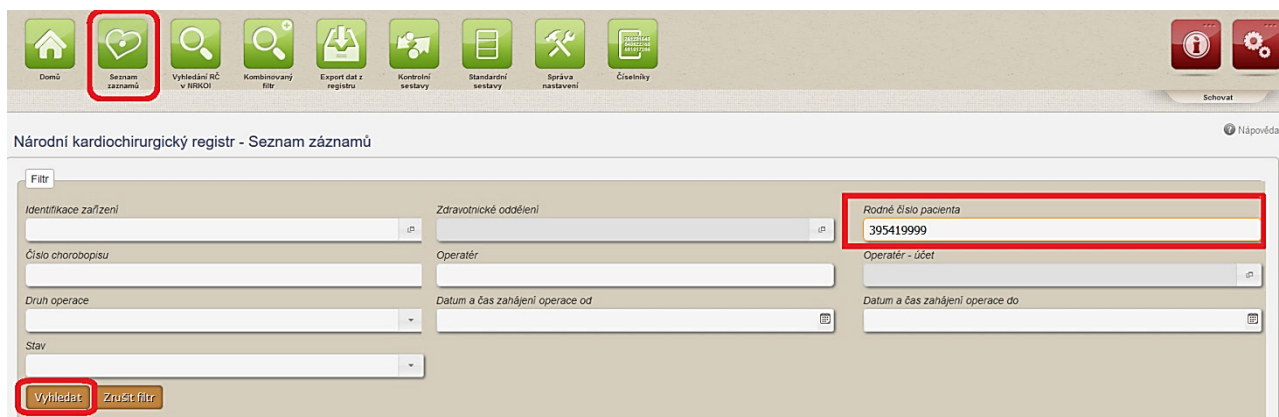 Domů
Seznam záznamů
Vyhledání RČ v NRKOI
Kombinovaný filtr
Export dat z registru
Kontrolní sestavy
Standardní sestavy
Správa nastavení
Číselníky
Schovat
Nápověda
Národní kardiochirurgický registr - Seznam záznamů
Filtr
Identifikace zařízení
Zdravotnické oddělení
Rodné číslo pacienta
395419999
Číslo chorobopisu
Operatér
Operatér - účet
Druh operace
Datum a čas zahájení operace od
Datum a čas zahájení operace do
Stav
Vyhledat
Zrušit filtr